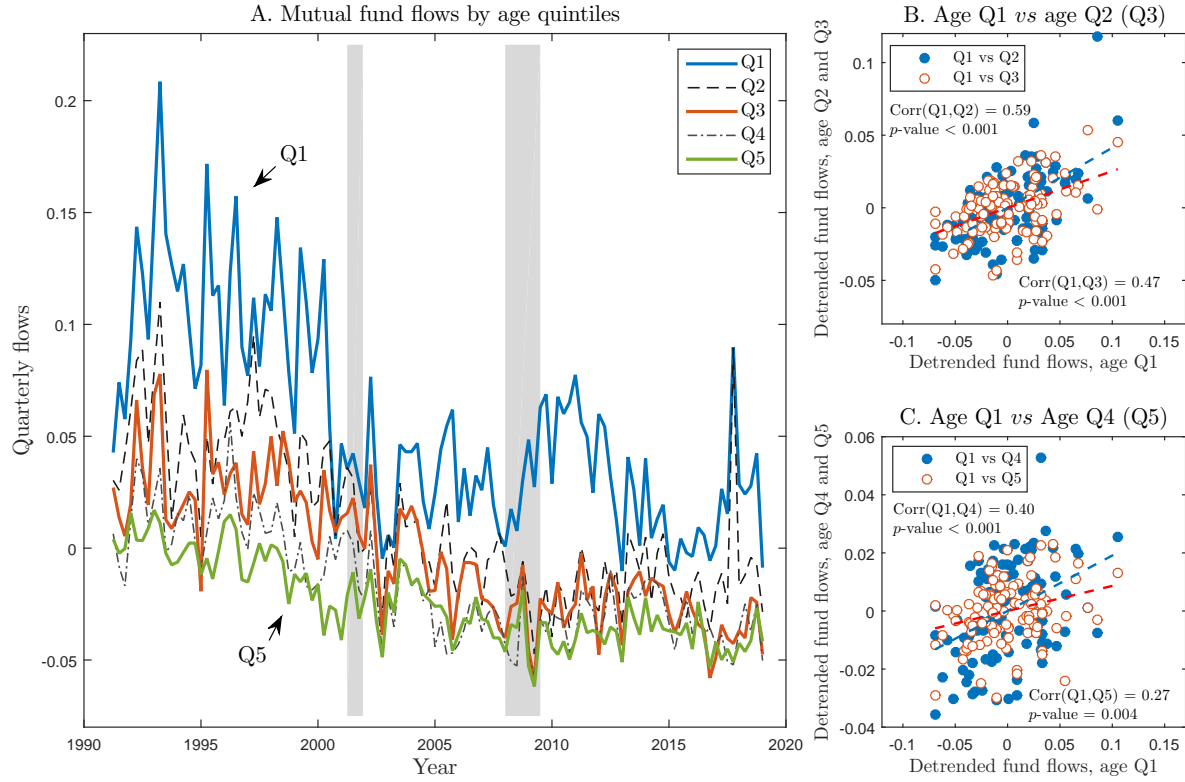 A. Mutual fund flows by age quintiles
Quarterly flows
0.2
0.15
0.1
0.05
0
-0.05
1990
1995
2000
2005
2010
2015
2020
Year
Q1
Q5
Q1
Q2
Q3
Q4
Q5
B. Age Q1 vs age Q2 (Q3)
Detrended fund flows, age Q2 and Q3
0.1
0.05
0
-0.05
Q1 vs Q2
Q1 vs Q3
Corr(Q1,Q2) = 0.59
p-value < 0.001
Corr(Q1,Q3) = 0.47
p-value < 0.001
-0.1
-0.05
0
0.05
0.1
0.15
Detrended fund flows, age Q1
C. Age Q1 vs Age Q4 (Q5)
Detrended fund flows, age Q4 and Q5
0.06
0.04
0.02
0
-0.02
-0.04
Q1 vs Q4
Q1 vs Q5
Corr(Q1,Q4) = 0.40
p-value < 0.001
Corr(Q1,Q5) = 0.27
p-value = 0.004
-0.1
-0.05
0
0.05
0.1
0.15
Detrended fund flows, age Q1